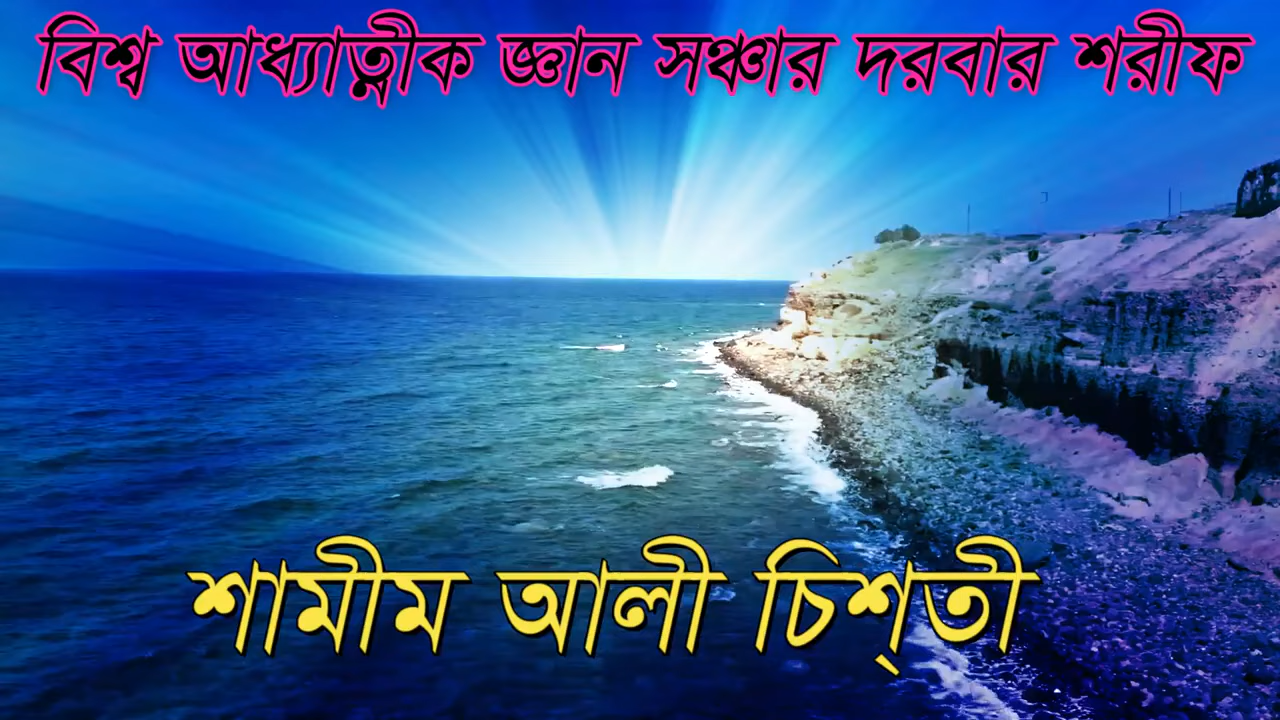 বিশ্ব আধ্যাত্নীক জ্ঞান সঞ্চার দরবার শরীফ
শামীম আলী চিশ্‌তী